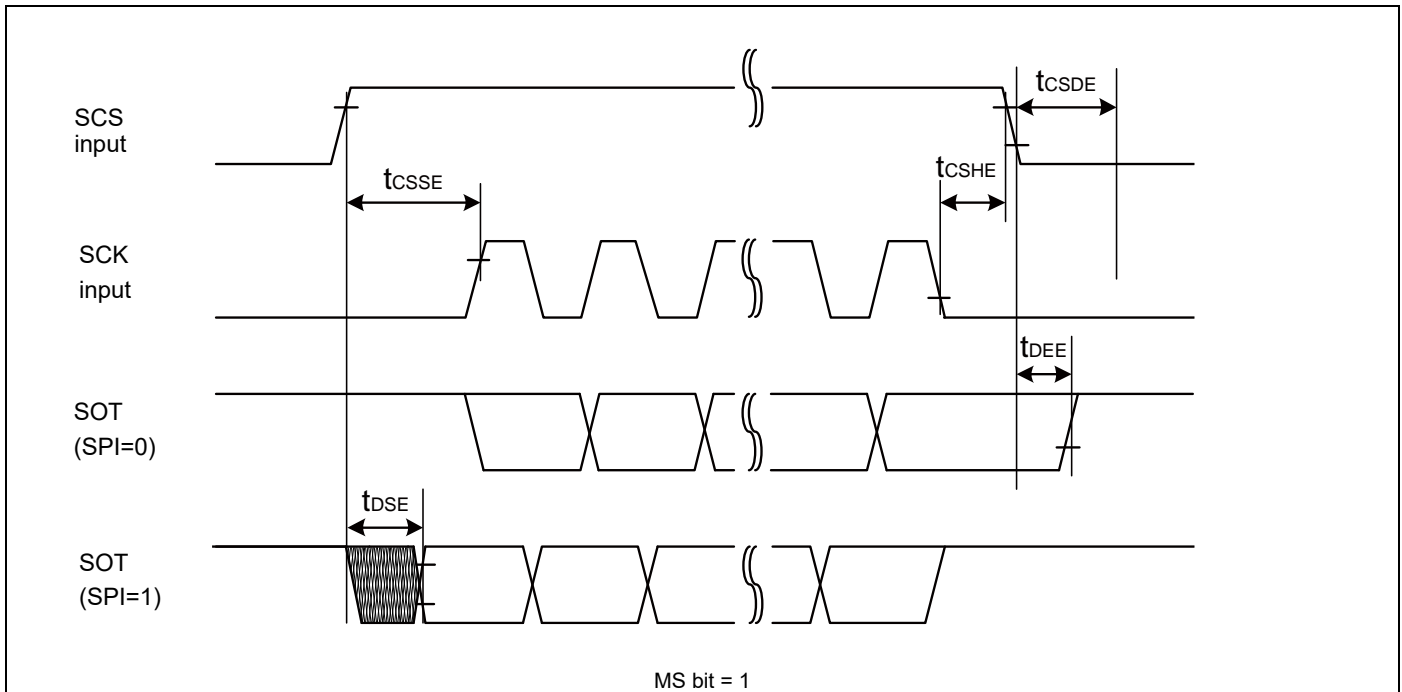 SCS
input
tCSDE
tCSHE
tCSSE
SCK
input
tDEE
SOT
(SPI=0)
tDSE
SOT
(SPI=1)
MS bit = 1